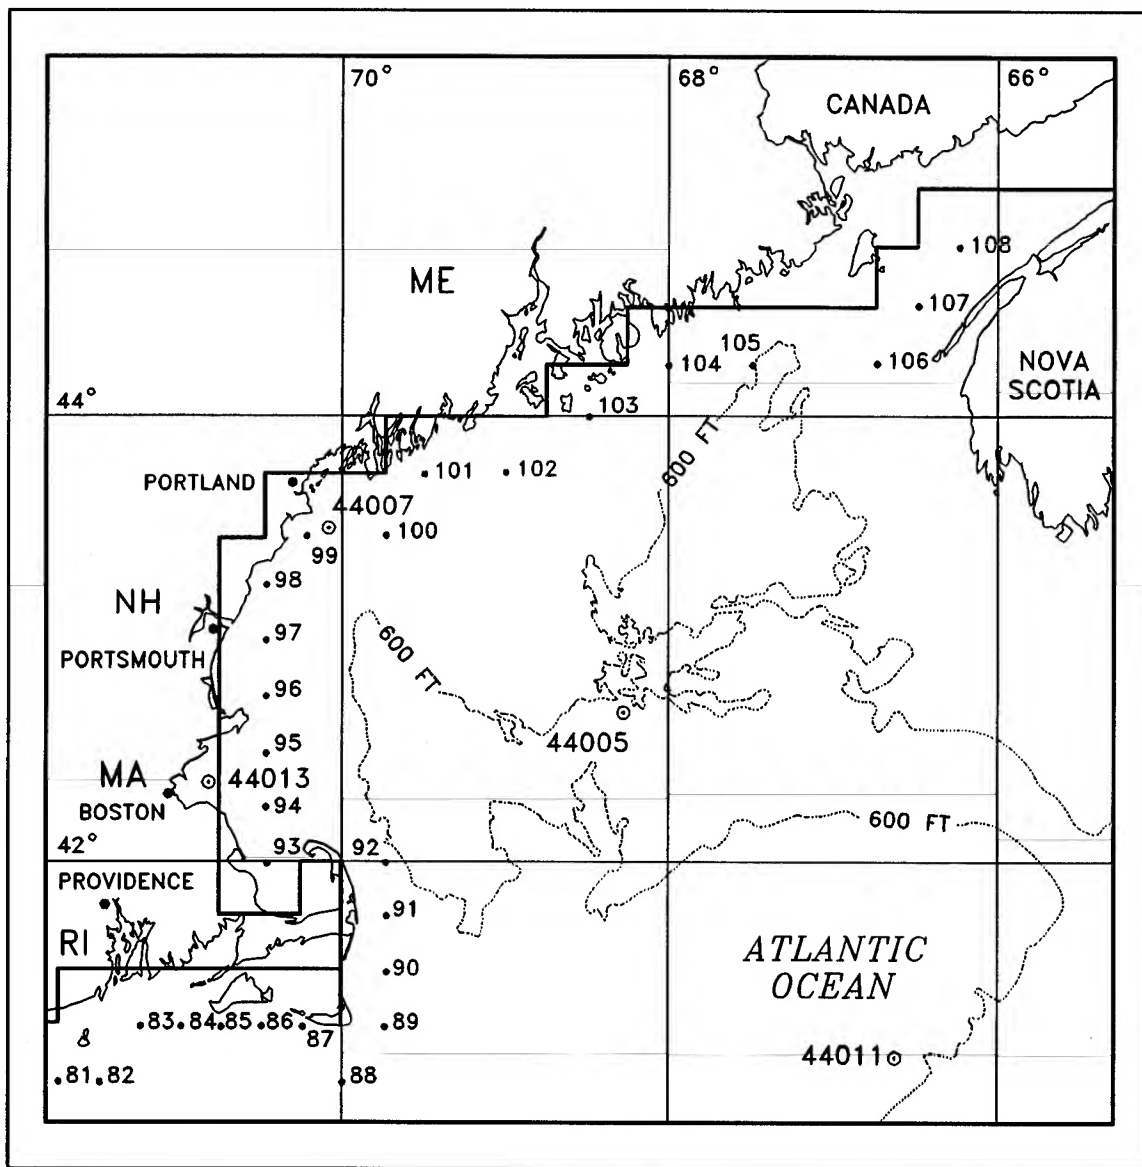 70°
68°
66°
CANADA
108
ME
107
105
104
106
NOVA
SCOTIA
44°
103
600 FT
101
102
PORTLAND
44007
100
99
98
NH
97
600 FT
PORTSMOUTH
96
95
44005
MA
44013
94
BOSTON
600 FT
42°
93
92
PROVIDENCE
91
RI
ATLANTIC
OCEAN
90
83
84
85
86
87
89
44011
81
82
88